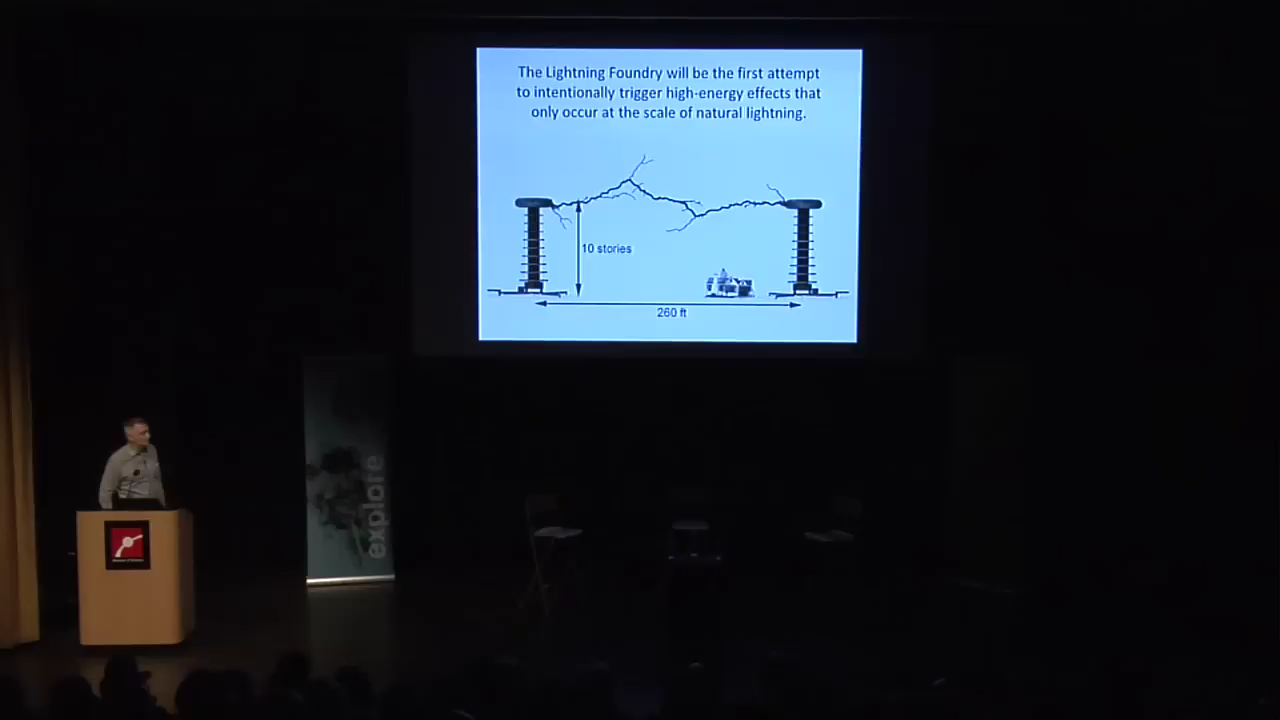 The Lightning Foundry will be the first attempt
to intentionally trigger high-energy effects that
only occur at the scale of natural lightning.
10 stories
260 ft
explore